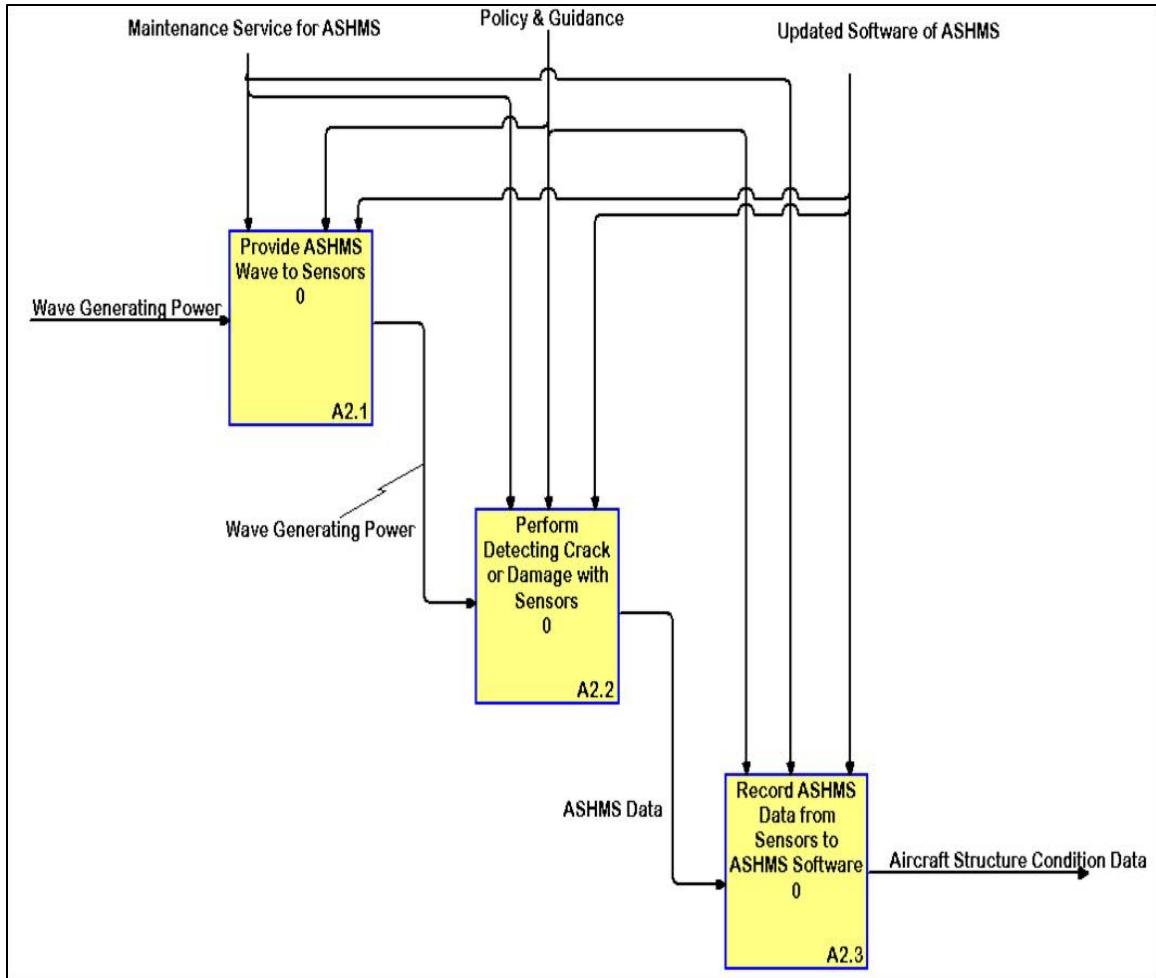 Maintenance Service for ASHMS
Policy & Guidance
Updated Software of ASHMS
Provide ASHMS
Wave to Sensors
0
A2.1
Wave Generating Power
Wave Generating Power
Perform
Detecting Crack
or Damage with
Sensors
0
A2.2
ASHMS Data
Record ASHMS
Data from
Sensors to
ASHMS Software
0
A2.3
Aircraft Structure Condition Data